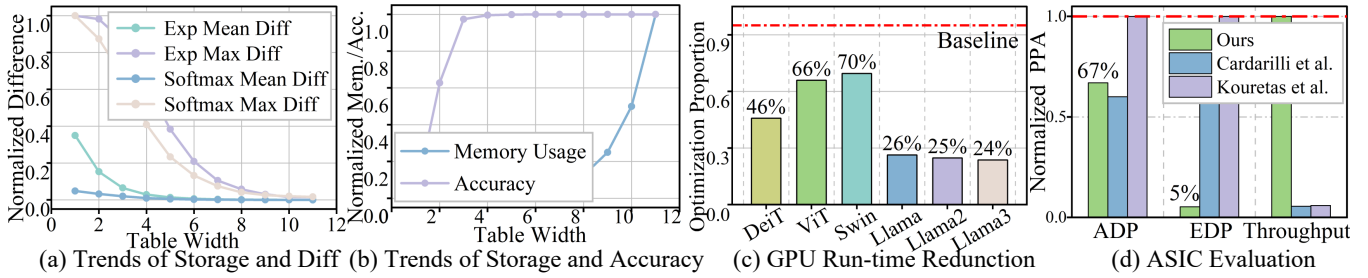 Normalized Difference
1.0
0.8
0.6
0.4
0.2
0.0
Exp Mean Diff
Exp Max Diff
Softmax Mean Diff
Softmax Max Diff
0 2 4 6 8 10 12
Table Width
(a) Trends of Storage and Diff
Normalized Mem./Acc.
1.0
0.8
0.6
0.4
0.2
0.0
Memory Usage
Accuracy
2 4 6 8 10 12
Table Width
(b) Trends of Storage and Accuracy
Optimization Proportion
0.9
0.6
0.3
0.0
Baseline
46%
66%
70%
26%
25%
24%
DeiT
ViT
Swin
Llama
Llama2
Llama3
(c) GPU Run-time Redunction
Normalized PPA
1.0
0.5
0.0
Ours
Cardarilli et al.
Kouretas et al.
67%
5%
ADP EDP Throughput
(d) ASIC Evaluation